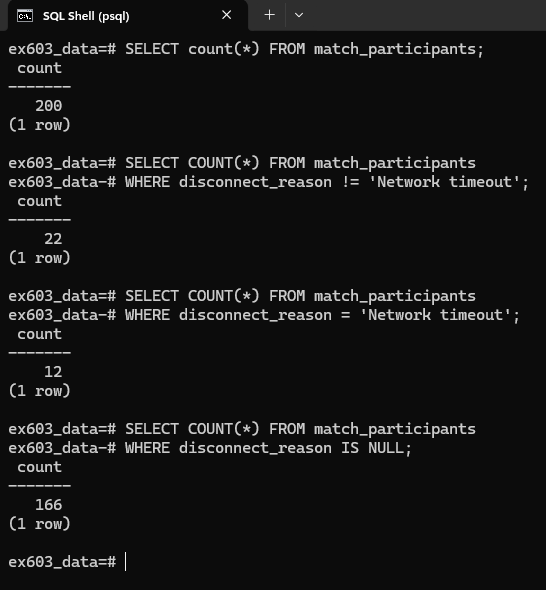 SQL Shell (psql)
ex603_data=# SELECT count(*) FROM match_participants;
 count
-------
   200
(1 row)
ex603_data=# SELECT COUNT(*) FROM match_participants
ex603_data-# WHERE disconnect_reason != 'Network timeout';
 count
-------
    22
(1 row)
ex603_data=# SELECT COUNT(*) FROM match_participants
ex603_data-# WHERE disconnect_reason = 'Network timeout';
 count
-------
    12
(1 row)
ex603_data=# SELECT COUNT(*) FROM match_participants
ex603_data-# WHERE disconnect_reason IS NULL;
 count
-------
   166
(1 row)
ex603_data=#